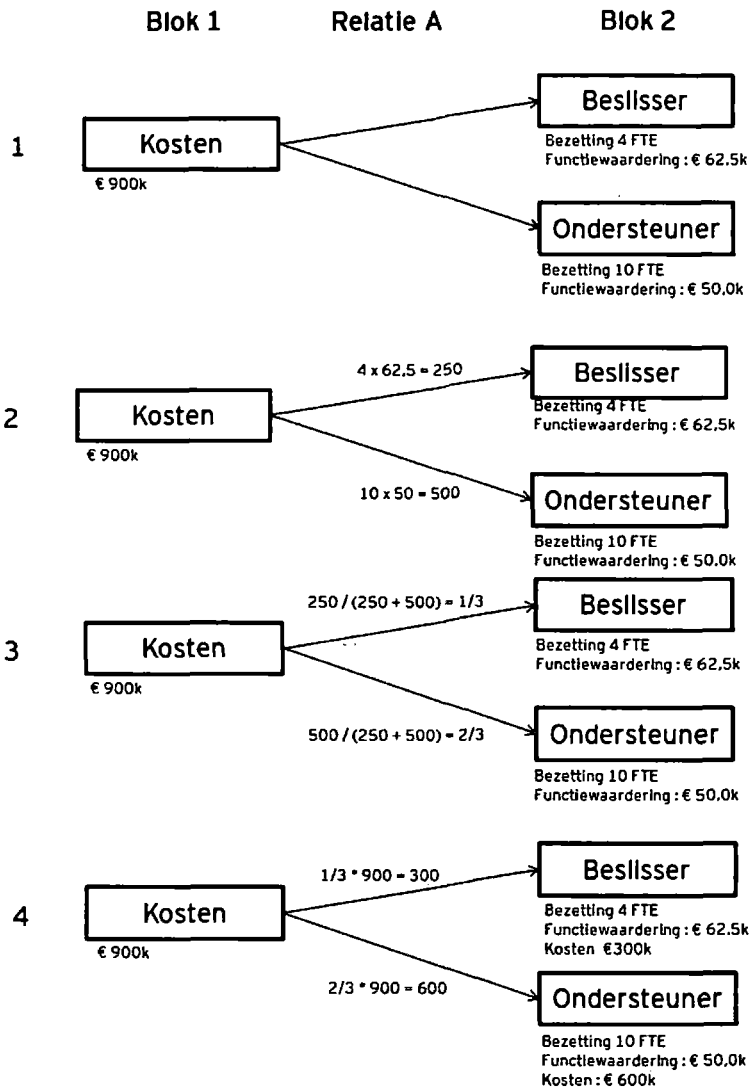 Blok 1 Relatie A Blok 2
1
Kosten
€ 900k
Beslisser
Bezetting 4 FTE
Functiewaardering : € 62.5k
Ondersteuner
Bezetting 10 FTE
Functiewaardering : € 50.0k
2
Kosten
€ 900k
4 x 62,5 = 250
Beslisser
Bezetting 4 FTE
Functiewaardering : € 62,5k
10 x 50 = 500
Ondersteuner
Bezetting 10 FTE
Functiewaardering : € 50.0k
3
Kosten
€ 900k
250 / (250 + 500) = 1/3
Beslisser
Bezetting 4 FTE
Functiewaardering : € 62,5k
500 / (250 + 500) = 2/3
Ondersteuner
Bezetting 10 FTE
Functiewaardering : € 50,0k
4
Kosten
€ 900k
1/3 * 900 = 300
Beslisser
Bezetting 4 FTE
Functiewaardering : € 62.5k
Kosten €300k
2/3 * 900 = 600
Ondersteuner
Bezetting 10 FTE
Functiewaardering : € 50,0k
Kosten : € 600k